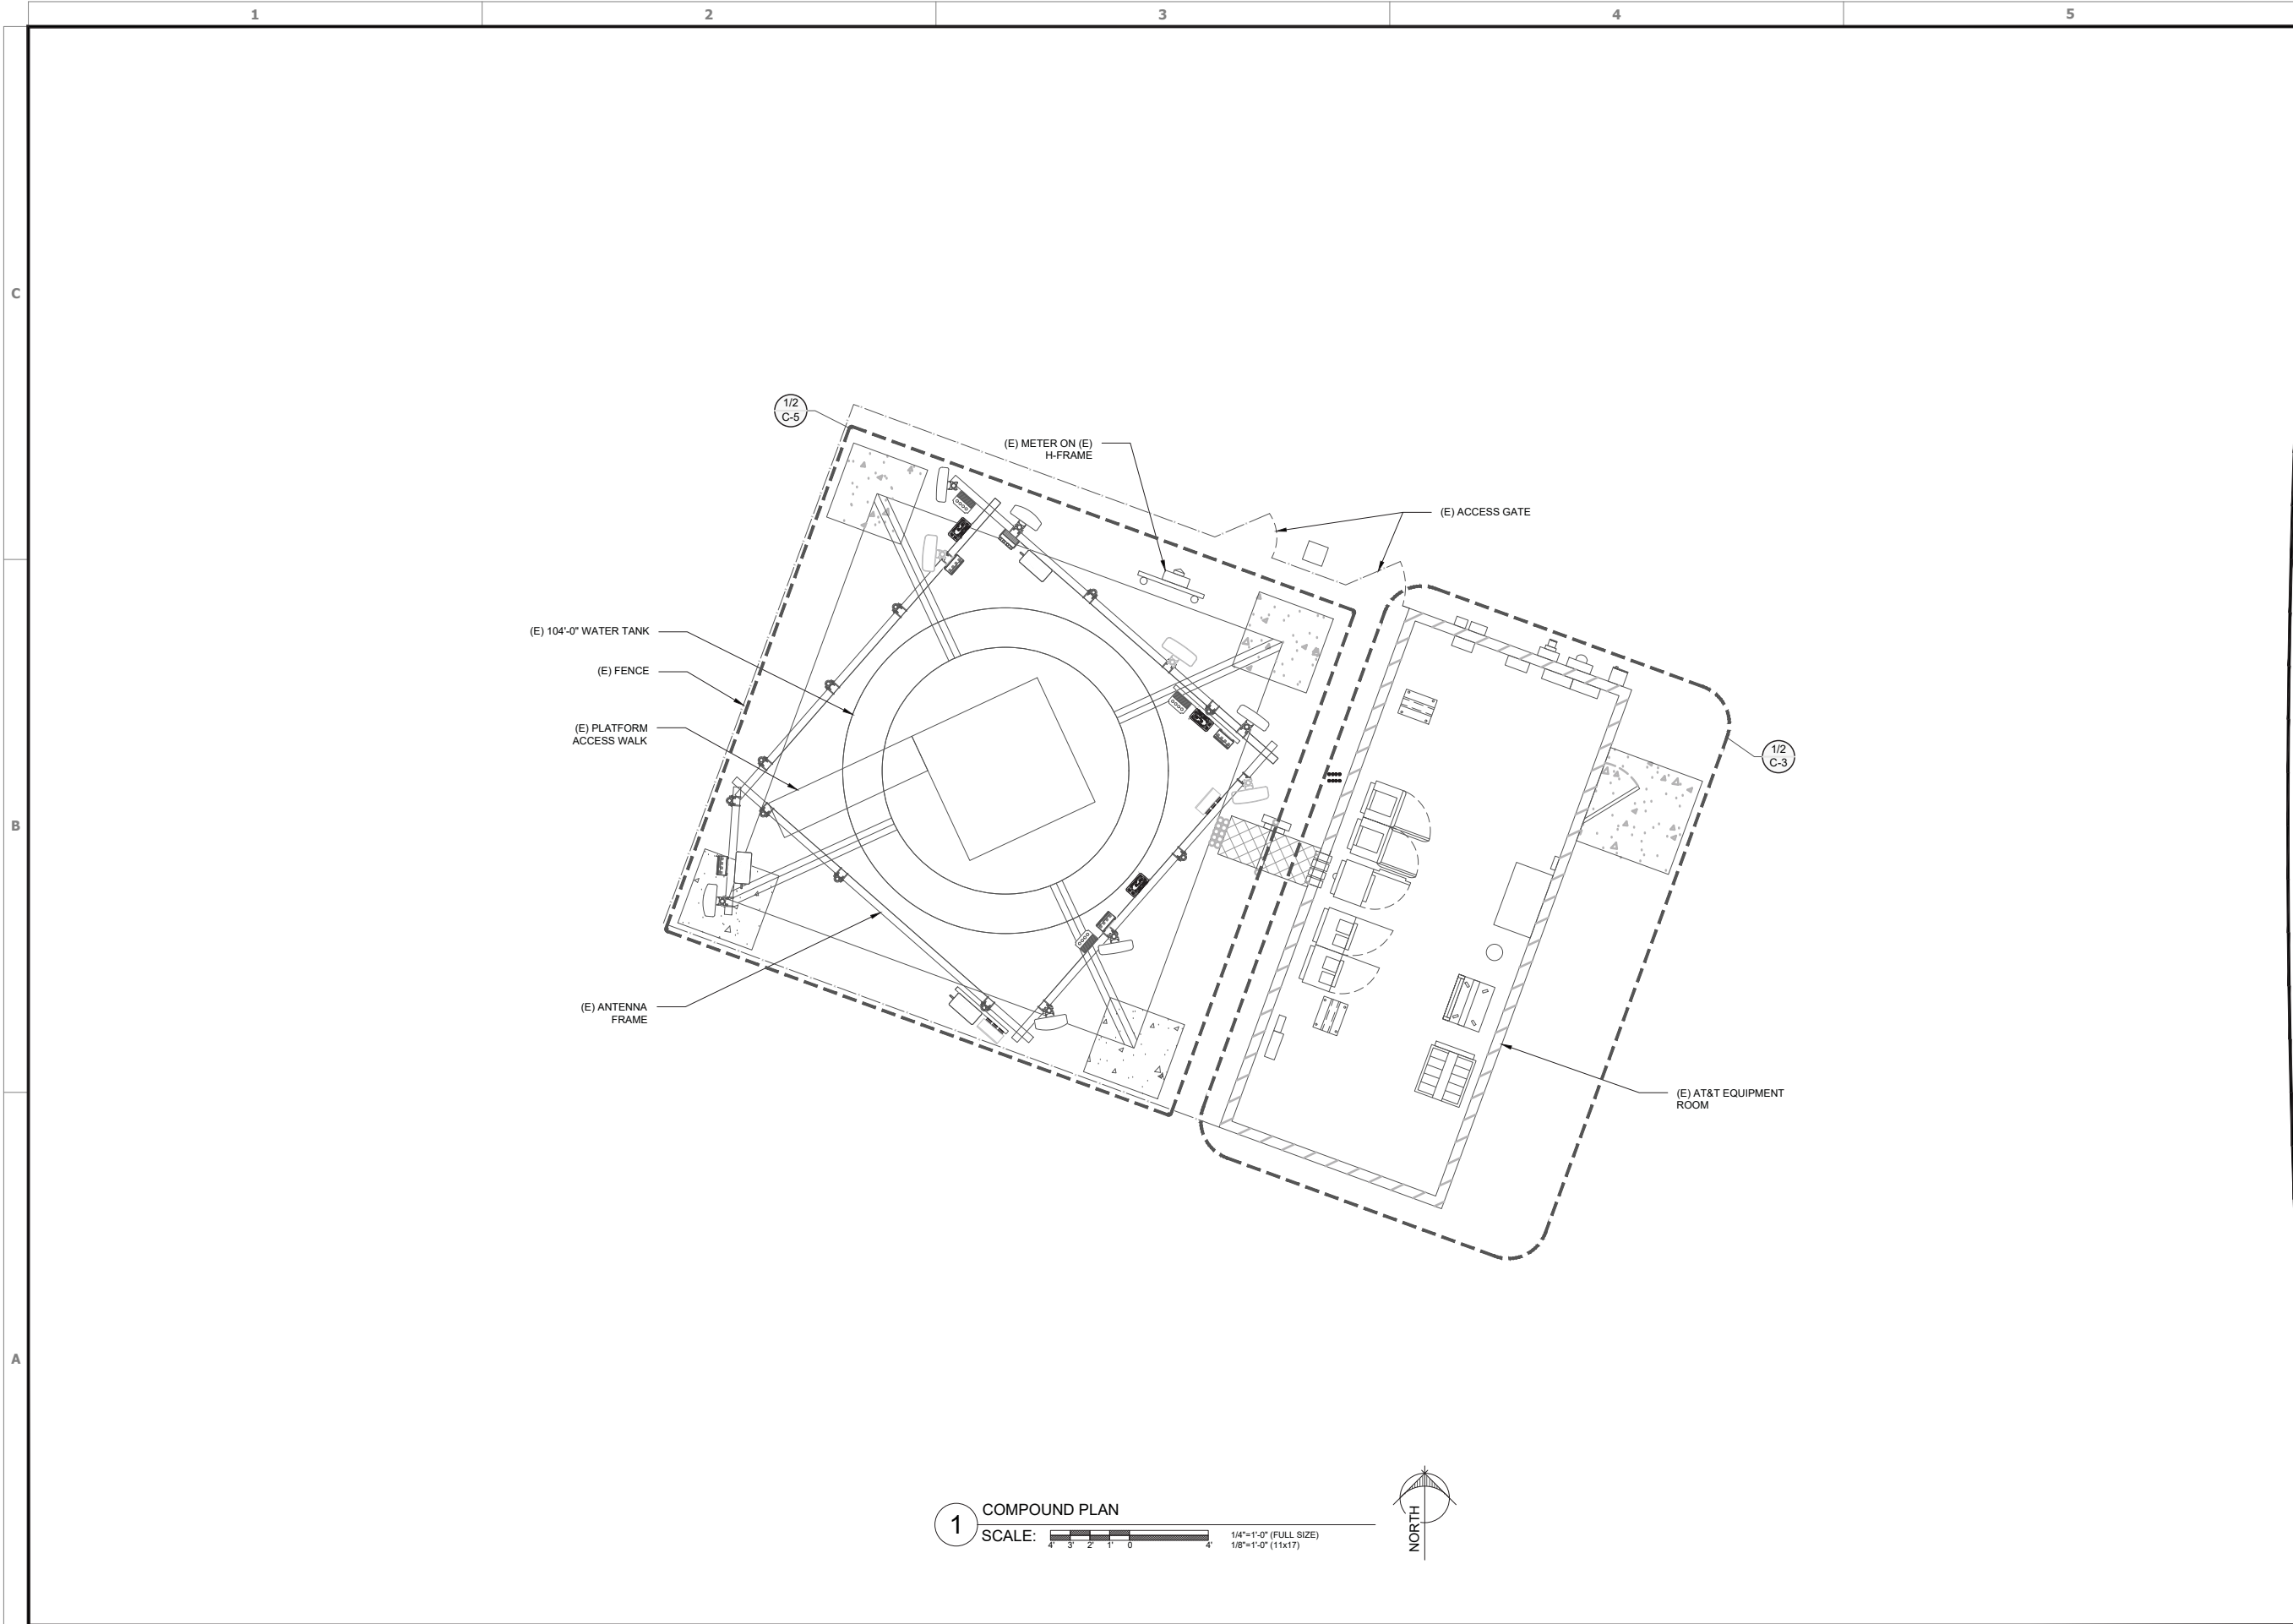 1
2
3
4
5
C
B
A
1/2
C-5
(E) METER ON (E)
H-FRAME
(E) ACCESS GATE
(E) 104'-0" WATER TANK
(E) FENCE
(E) PLATFORM
ACCESS WALK
1/2
C-3
(E) ANTENNA
FRAME
(E) AT&T EQUIPMENT
ROOM
1
COMPOUND PLAN
SCALE:
4' 3' 2' 1' 0 4'
1/4"=1'-0" (FULL SIZE)
1/8"=1'-0" (11x17)
NORTH